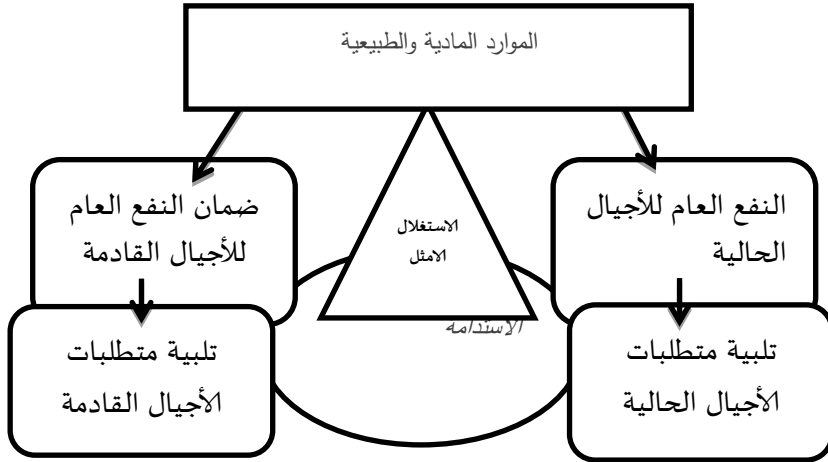 الموارد المادية والطبيعية
النفع العام للأجيال
الحالية
الاستغلال
الامثل
ضمان النفع العام
للأجيال القادمة
الاستدامة
تلبية متطلبات
الأجيال الحالية
تلبية متطلبات
الأجيال القادمة